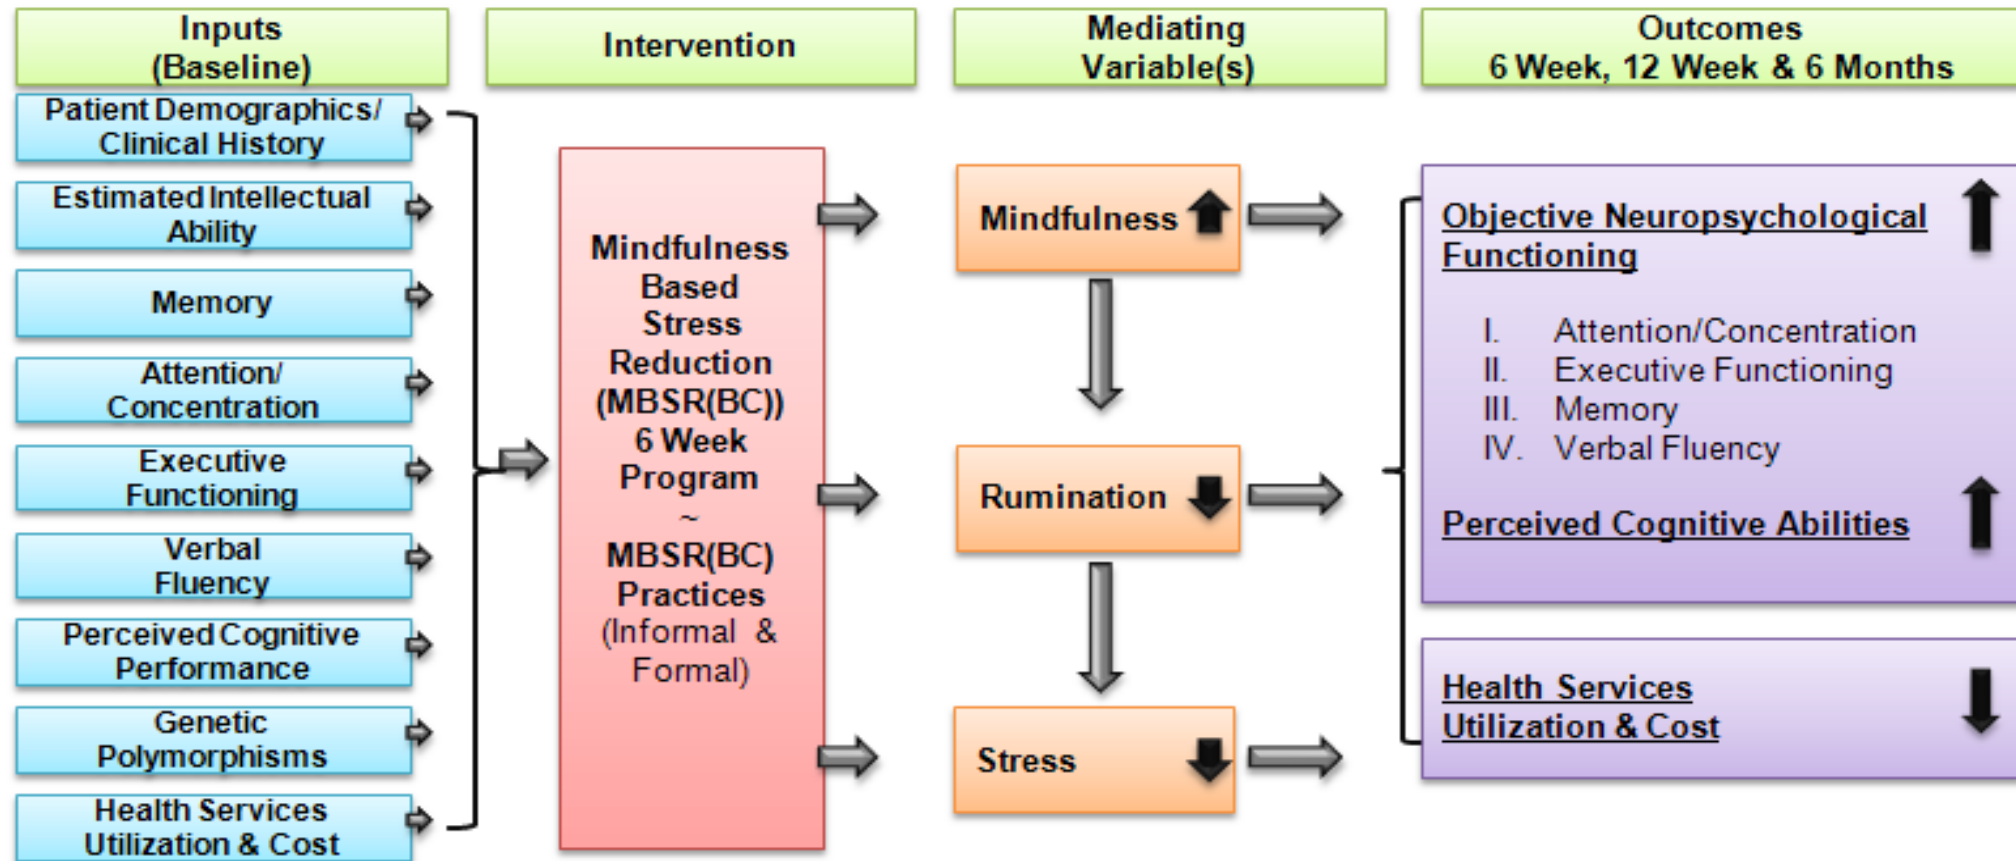 Inputs
(Baseline)
Intervention
Mediating
Variable(s)
Outcomes
6 Week, 12 Week & 6 Months
Patient Demographics/
Clinical History
Estimated Intellectual
Ability
Memory
Attention/
Concentration
Executive
Functioning
Verbal
Fluency
Perceived Cognitive
Performance
Genetic
Polymorphisms
Health Services
Utilization & Cost
Mindfulness
Based
Stress
Reduction
(MBSR(BC))
6 Week
Program
~
MBSR(BC)
Practices
(Informal & 
Formal)
Mindfulness
Rumination
Stress
Objective Neuropsychological
Functioning
I. Attention/Concentration
II. Executive Functioning
III. Memory
IV. Verbal Fluency
Perceived Cognitive Abilities
Health Services
Utilization & Cost